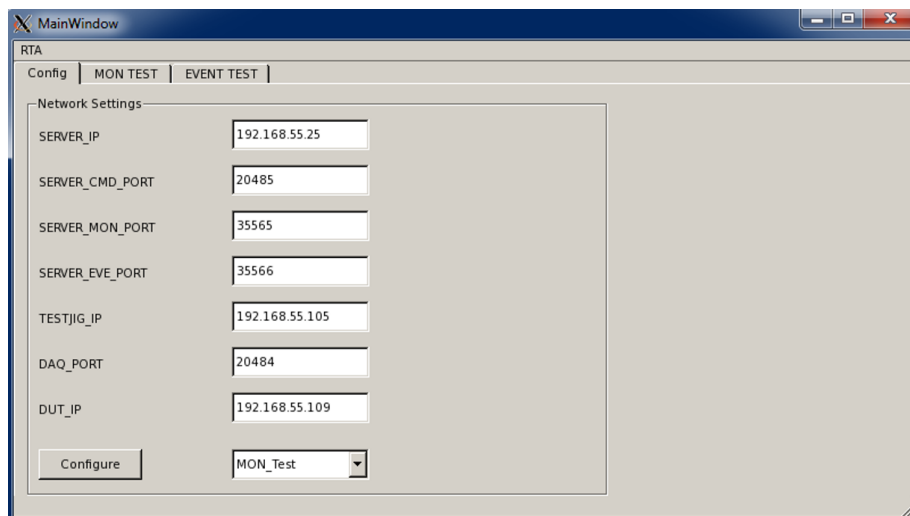 MainWindow
RTA
Config MON TEST EVENT TEST
Network Settings
SERVER_IP 192.168.55.25
SERVER_CMD_PORT 20485
SERVER_MON_PORT 35565
SERVER_EVE_PORT 35566
TESTJIG_IP 192.168.55.105
DAQ_PORT 20484
DUT_IP 192.168.55.109
Configure MON_Test